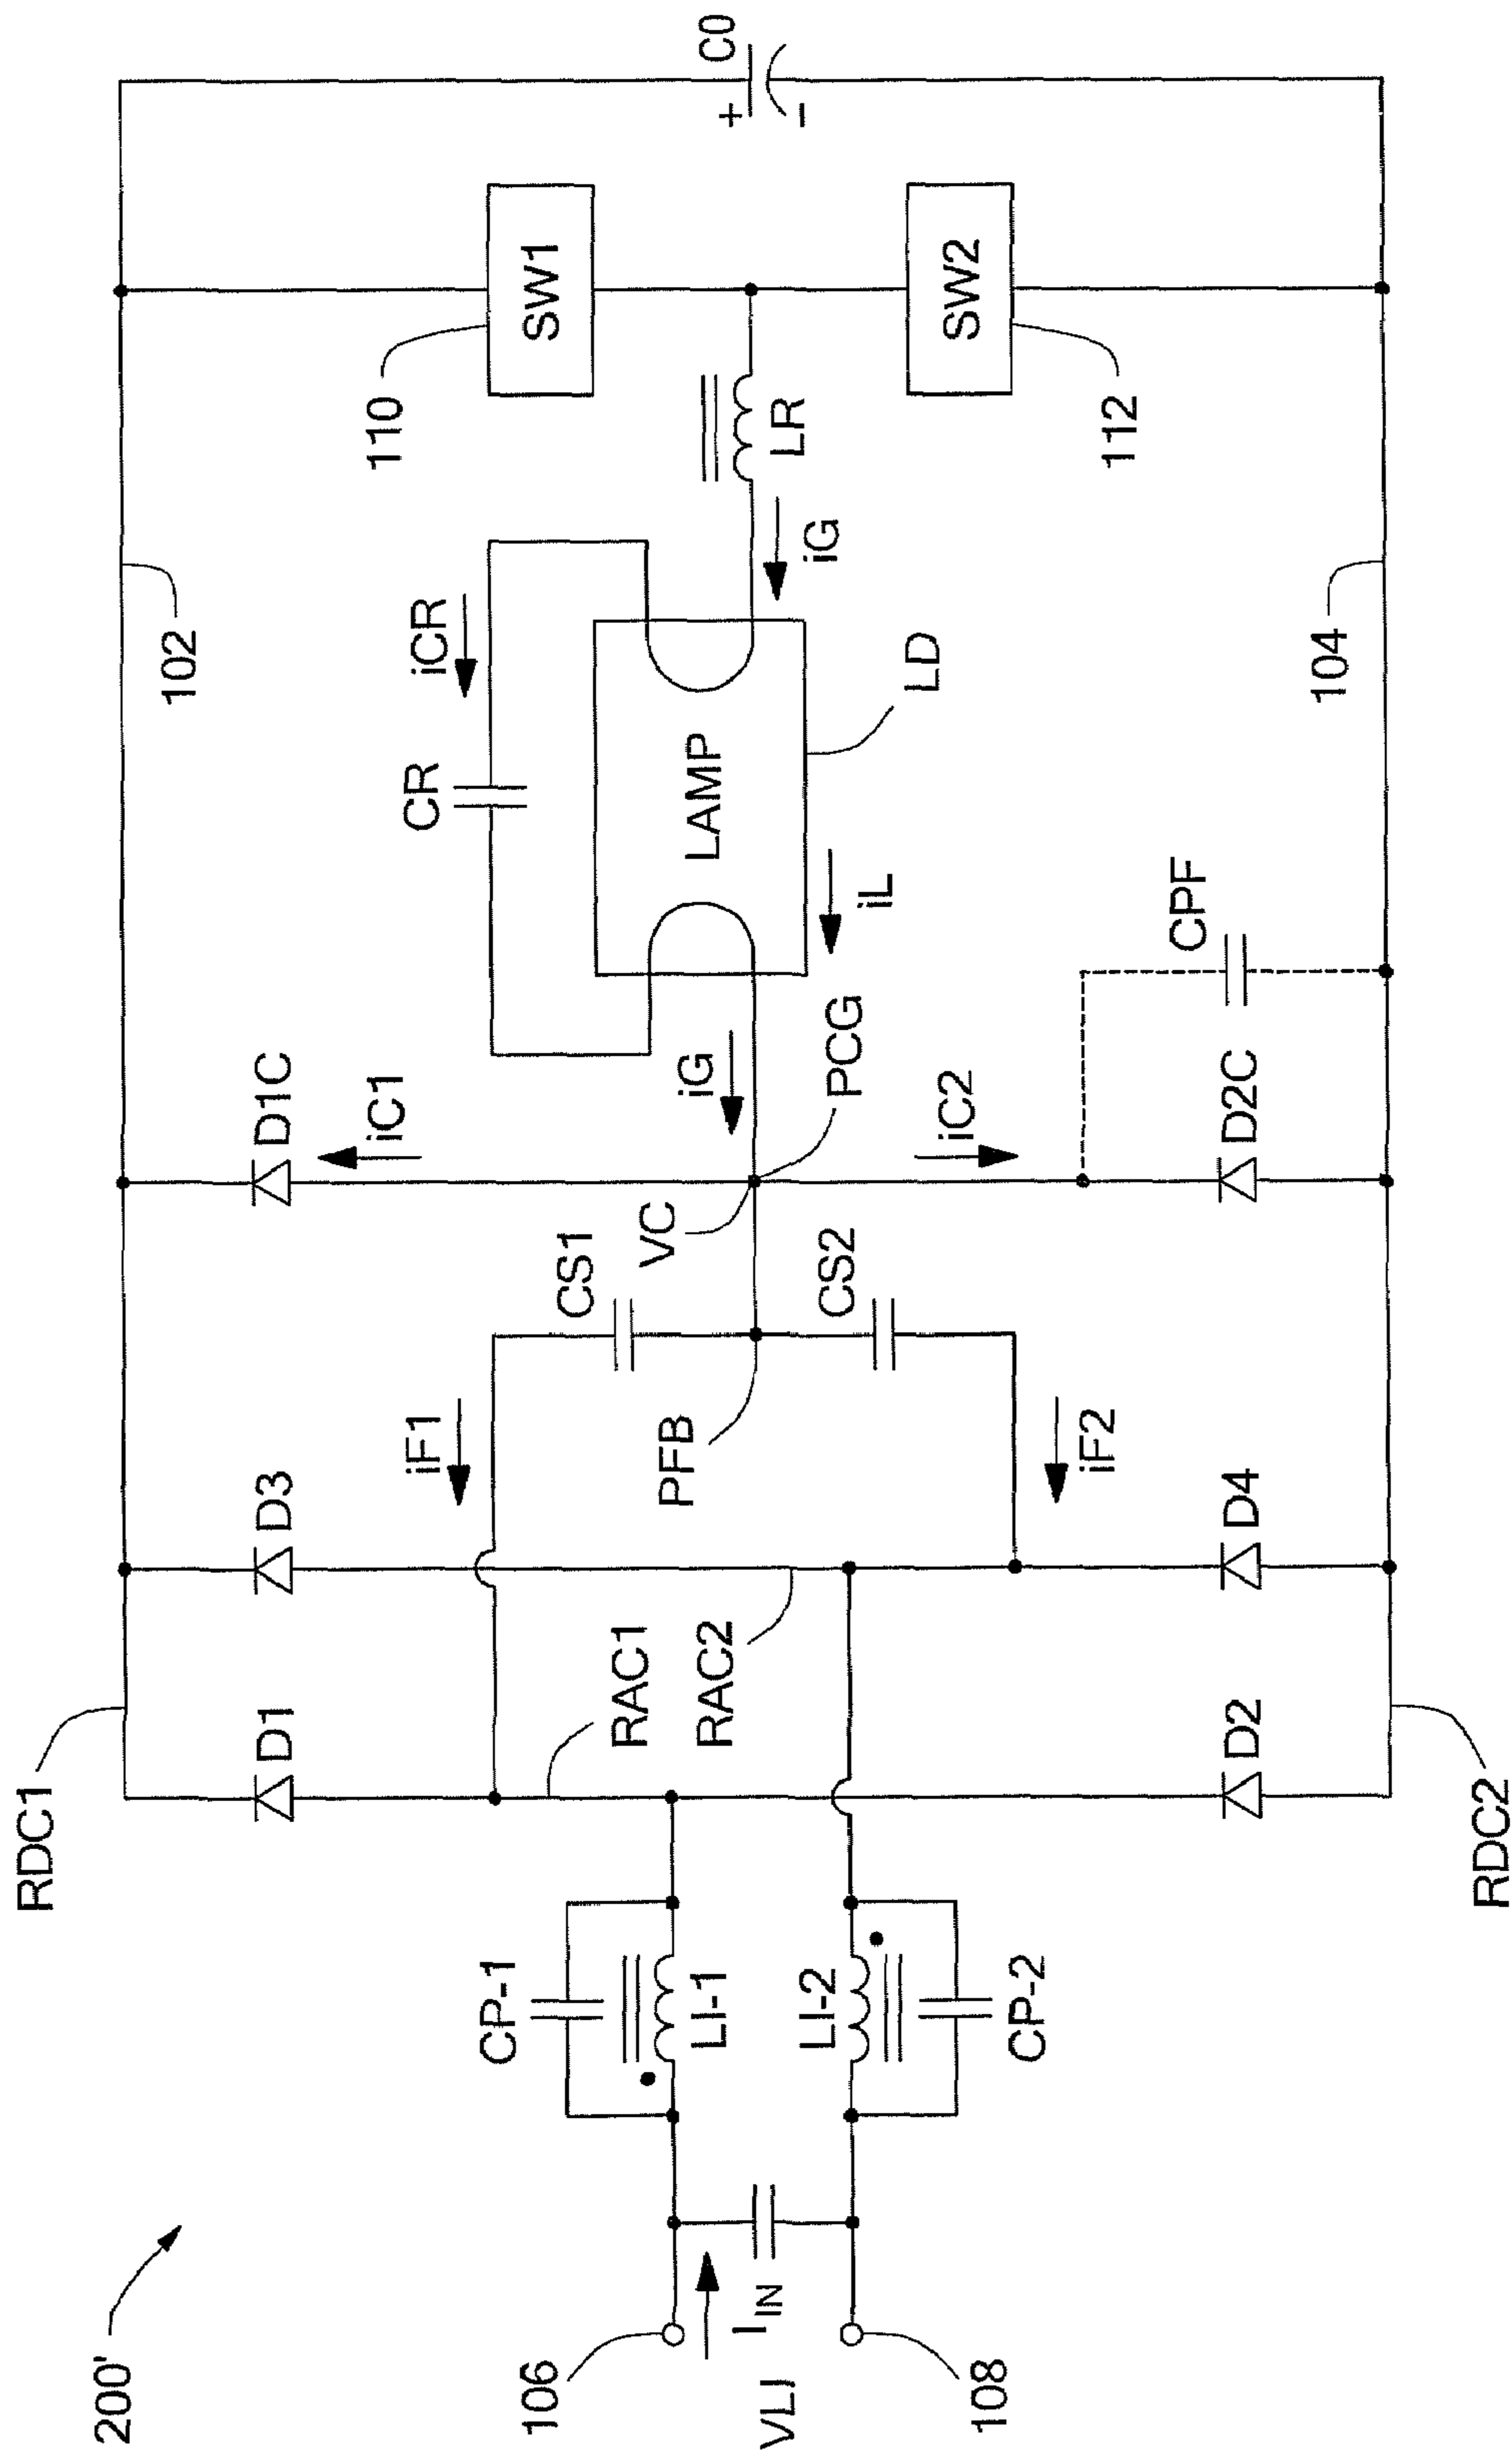 200'
106
108
VLI
IIN
CP-1
LI-1
LI-2
CP-2
RDC1
D1
RAC1
RAC2
D2
RDC2
D3
iF1
PFB
iF2
D4
CS1
CS2
VC
D1C
iC1
iG
PCG
iC2
D2C
CPF
iL
CR
iCR
LAMP
LD
iG
102
104
LR
110
112
SW1
SW2
C0
+
-